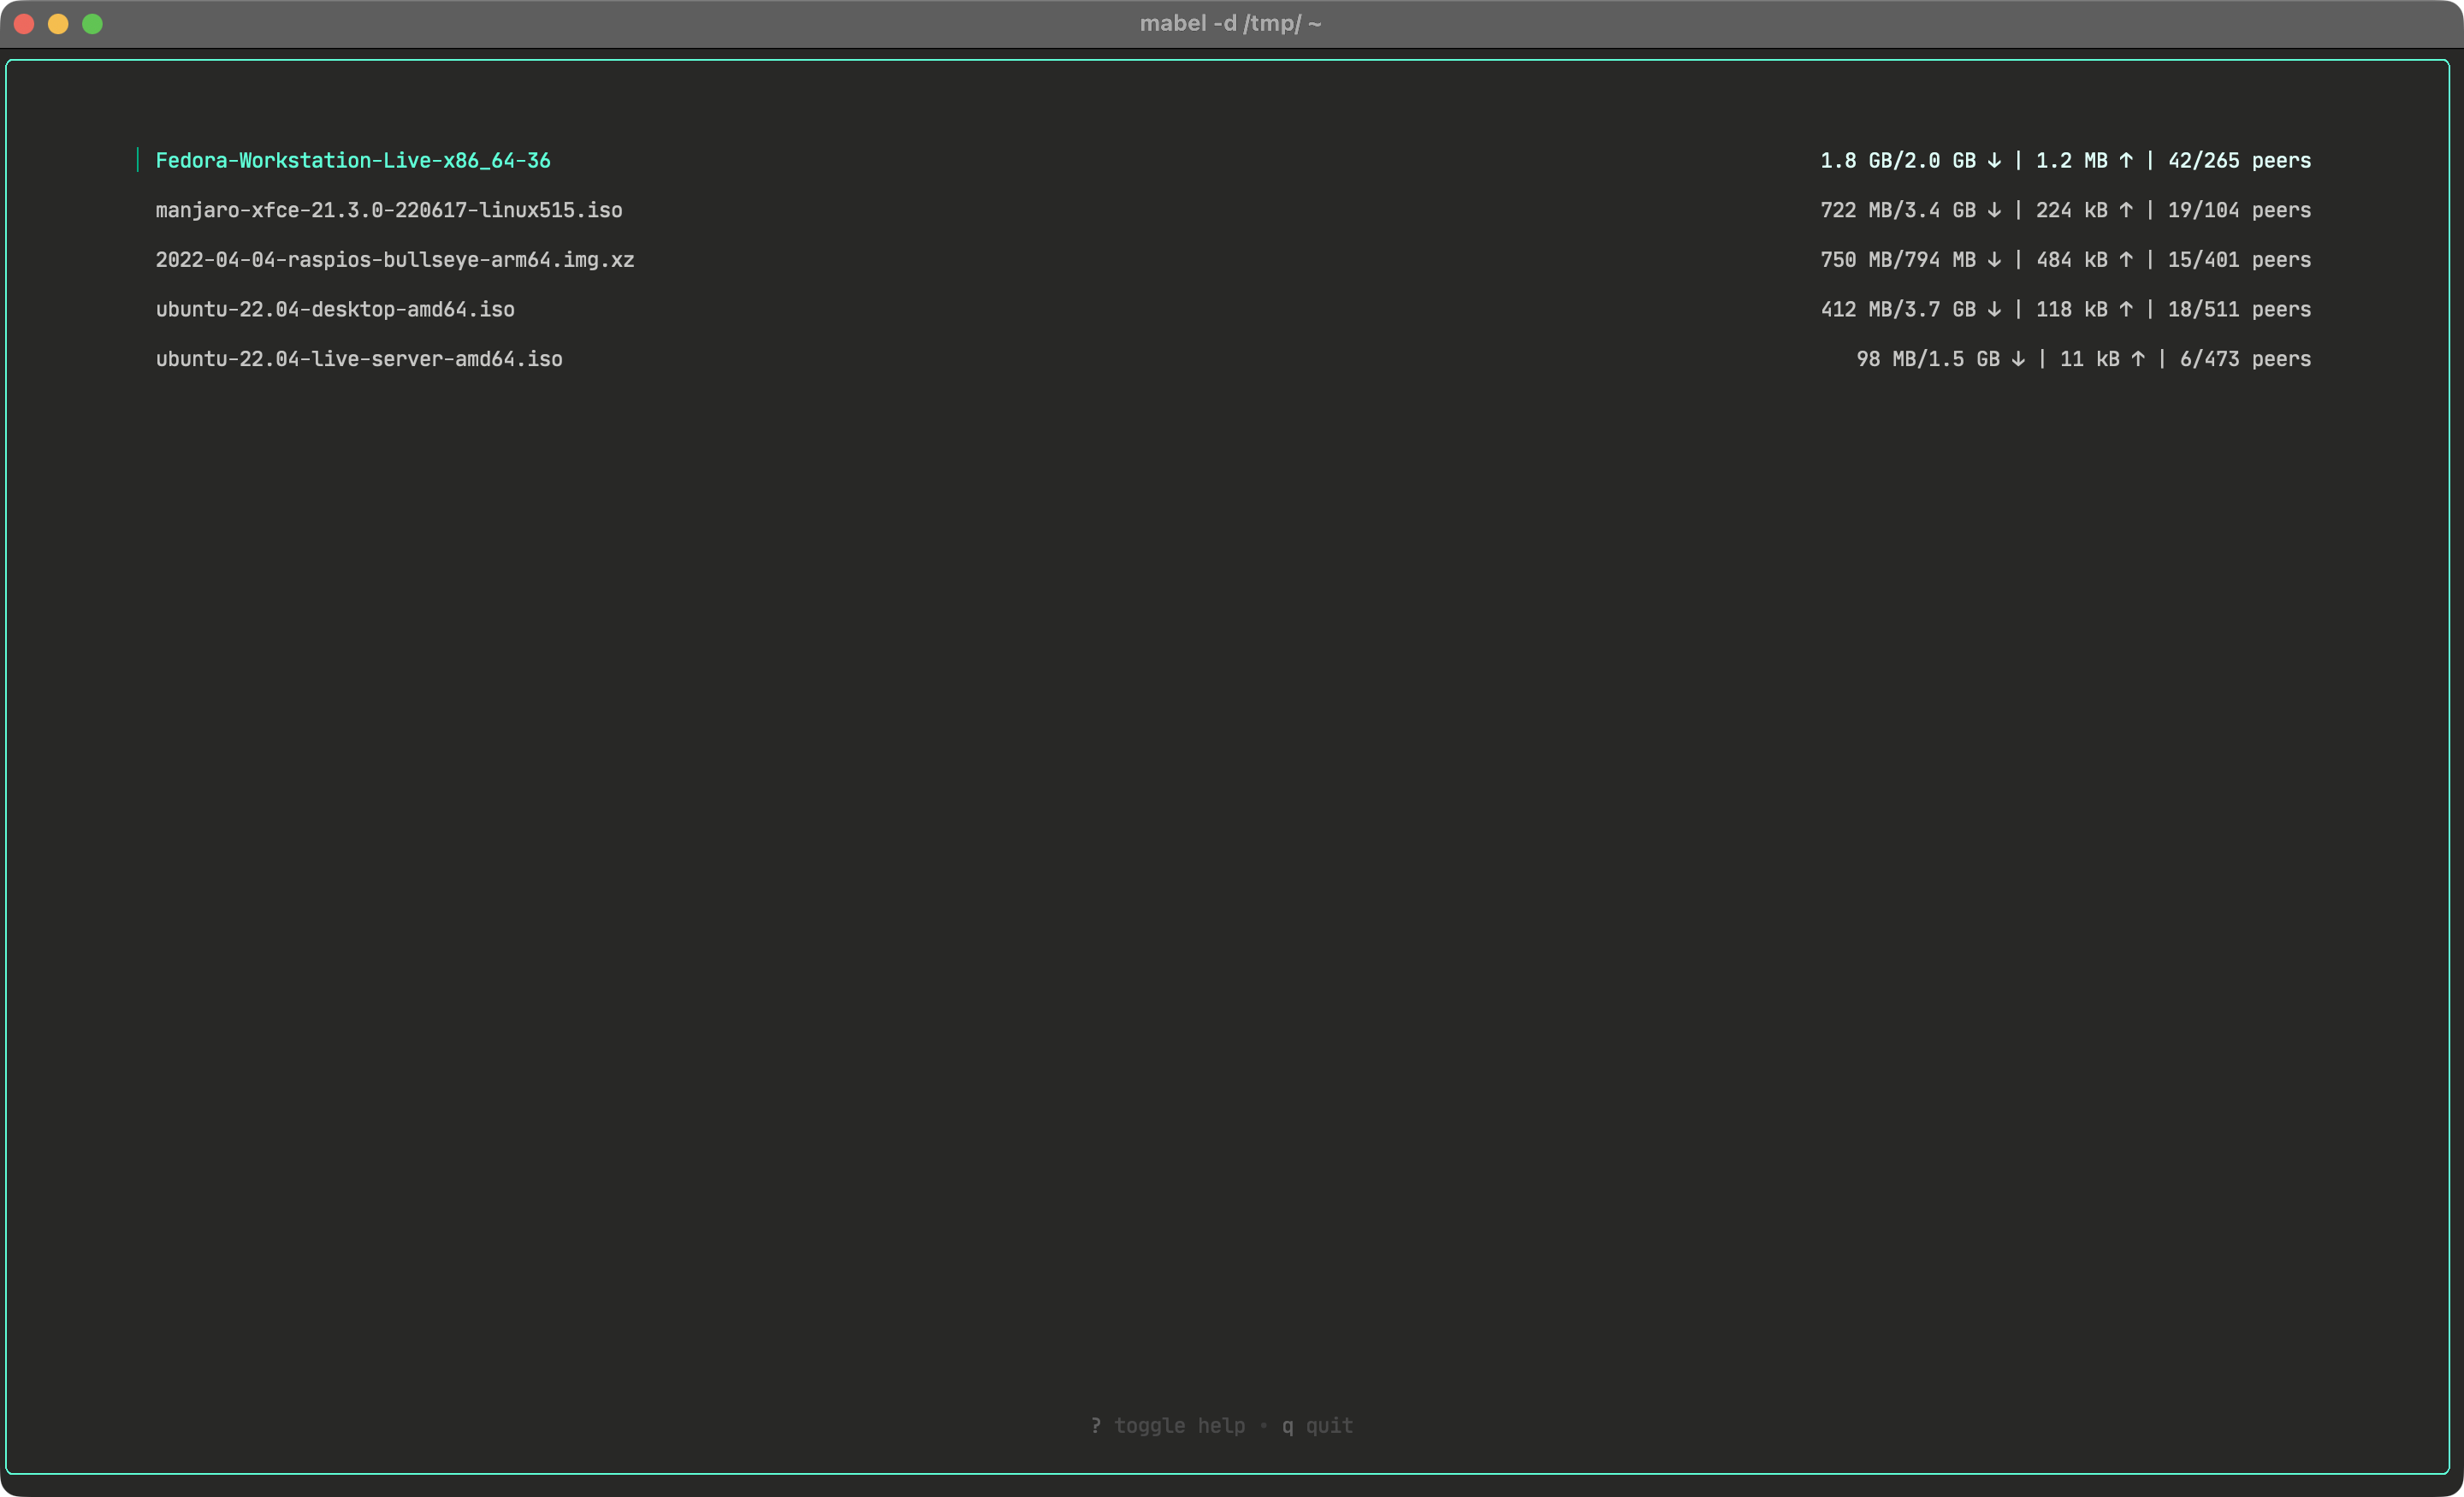 mabel -d /tmp/ ~
Fedora-Workstation-Live-x86_64-36 1.8 GB/2.0 GB ↓ | 1.2 MB ↑ | 42/265 peers
manjaro-xfce-21.3.0-220617-linux515.iso 722 MB/3.4 GB ↓ | 224 kB ↑ | 19/104 peers
2022-04-04-raspios-bullseye-arm64.img.xz 750 MB/794 MB ↓ | 484 kB ↑ | 15/401 peers
ubuntu-22.04-desktop-amd64.iso 412 MB/3.7 GB ↓ | 118 kB ↑ | 18/511 peers
ubuntu-22.04-live-server-amd64.iso 98 MB/1.5 GB ↓ | 11 kB ↑ | 6/473 peers
? toggle help • q quit